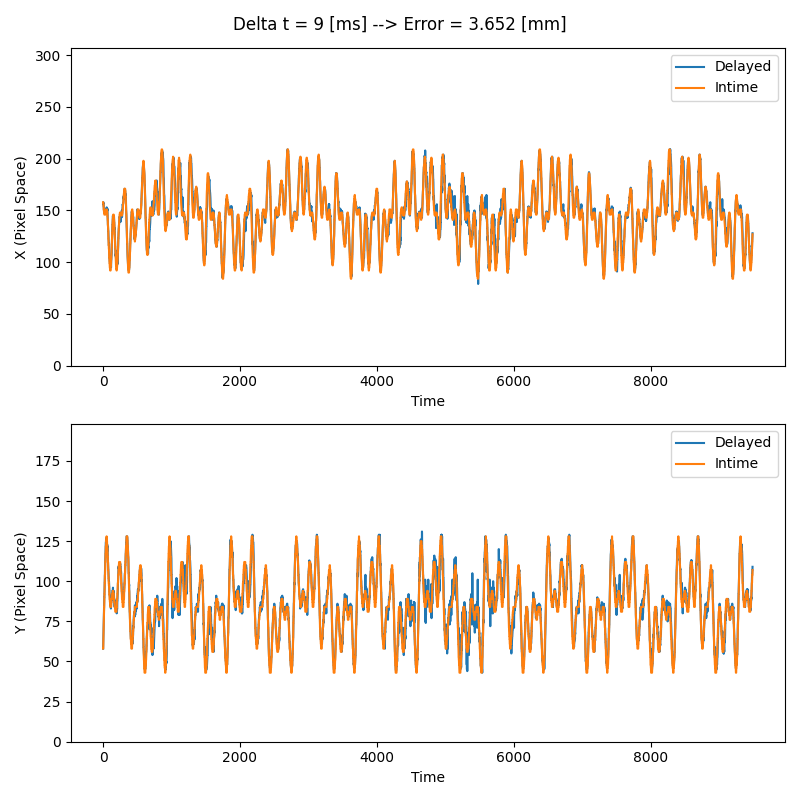 Delta t = 9 [ms] --> Error = 3.652 [mm]
300
250
200
150
100
50
0
X (Pixel Space)
Delayed
Intime
0 2000 4000 6000 8000
Time
175
150
125
100
75
50
25
0
Y (Pixel Space)
Delayed
Intime
0 2000 4000 6000 8000
Time